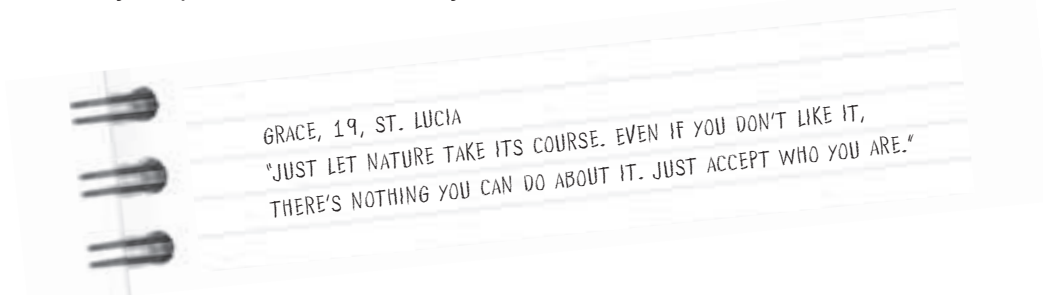 GRACE, 19, ST. LUCIA
"JUST LET NATURE TAKE ITS COURSE. EVEN IF YOU DON'T LIKE IT,
THERE'S NOTHING YOU CAN DO ABOUT IT. JUST ACCEPT WHO YOU ARE."